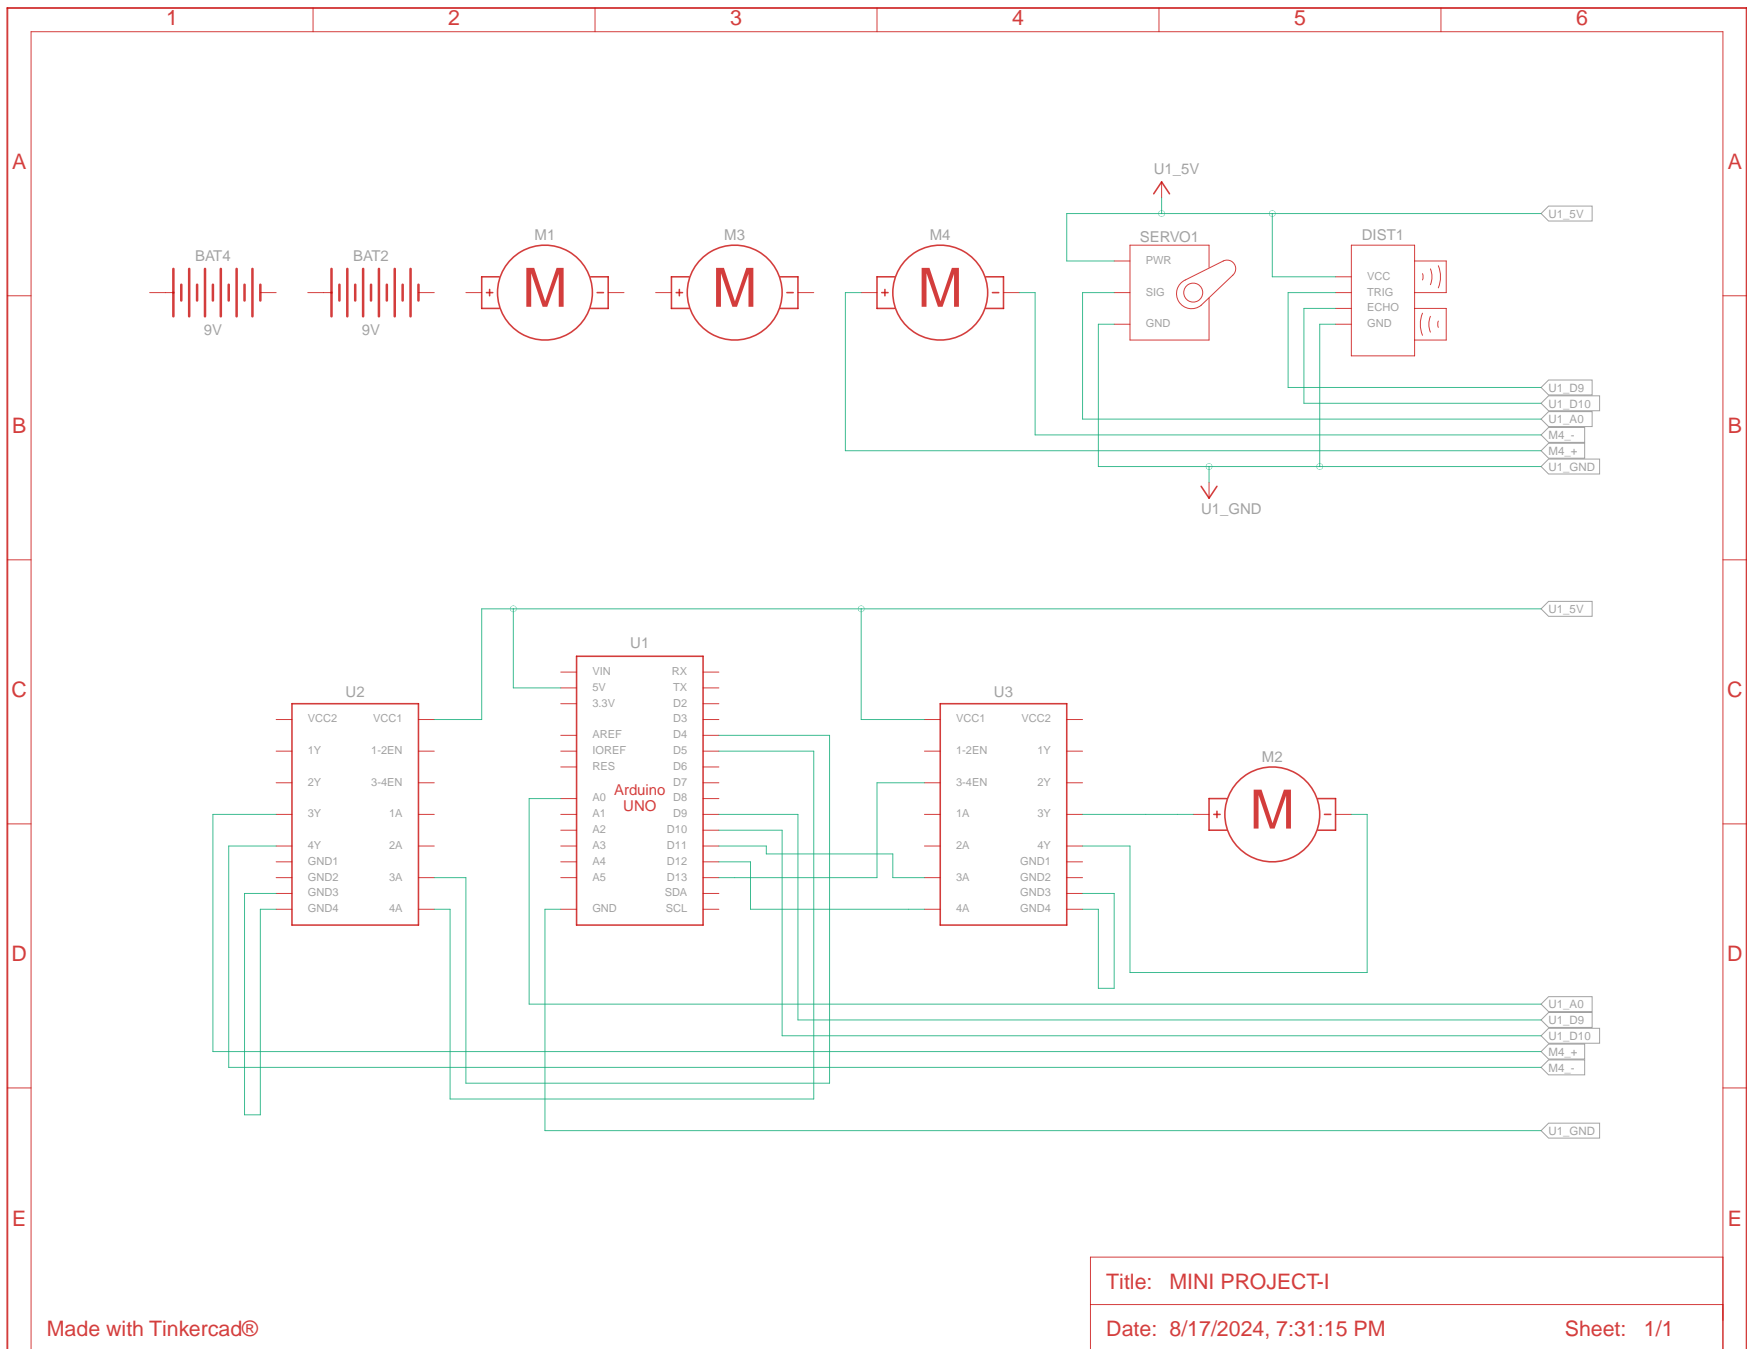 1 2 3 4 5 6
A A
U1_5V
U1_5V
BAT4 BAT2 M1 M3 M4 SERVO1 DIST1
9V 9V
+ M -
+ M -
+ M -
PWR
SIG
GND
VCC
TRIG
ECHO
GND
U1_D9
U1_D10
U1_A0
M4_-
M4_+
U1_GND
B B
U1_GND
U1_5V
C C
U2
VCC2 VCC1
1Y 1-2EN
2Y 3-4EN
3Y 1A
4Y 2A
GND1
GND2 3A
GND3
GND4 4A
U1
VIN RX
5V TX
3.3V D2
D3
AREF D4
IOREF D5
RES D6
D7
Arduino
UNO
A0 D8
A1 D9
A2 D10
A3 D11
A4 D12
A5 D13
SDA
GND SCL
U3
VCC1 VCC2
1-2EN 1Y
3-4EN 2Y
1A 3Y
2A 4Y
GND1
3A GND2
GND3
4A GND4
M2
+ M -
D D
U1_A0
U1_D9
U1_D10
M4_+
M4_-
U1_GND
E E
Title: MINI PROJECT-I
Made with Tinkercad®
Date: 8/17/2024, 7:31:15 PM Sheet: 1/1